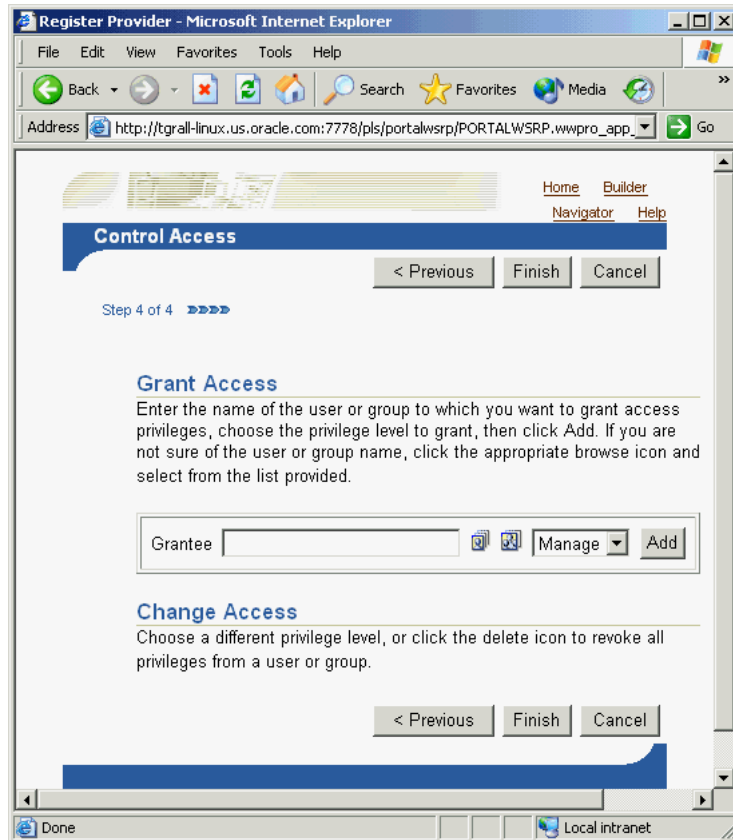 Register Provider - Microsoft Internet Explorer
File Edit View Favorites Tools Help
Back Search Favorites Media »
Address http://tgrall-linux.us.oracle.com:7778/pls/portalwsrp/PORTALWSRP.wwpro_app_ Go
Home Builder
Navigator Help
Control Access
< Previous Finish Cancel
Step 4 of 4
Grant Access
Enter the name of the user or group to which you want to grant access
privileges, choose the privilege level to grant, then click Add. If you are
not sure of the user or group name, click the appropriate browse icon and
select from the list provided.
Grantee Manage Add
Change Access
Choose a different privilege level, or click the delete icon to revoke all
privileges from a user or group.
< Previous Finish Cancel
Done Local intranet